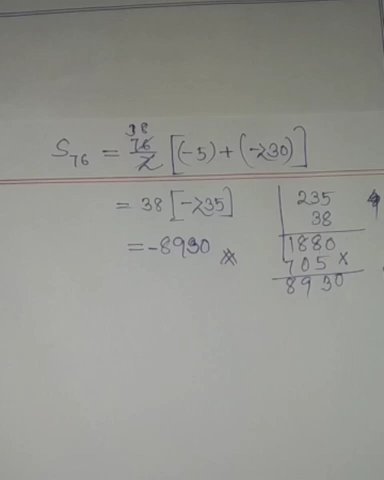 S₇₆ = 38 76/2 [(-5)+(-230)]
= 38 [-235]
= -8930
235
38
1880
705 x
8930